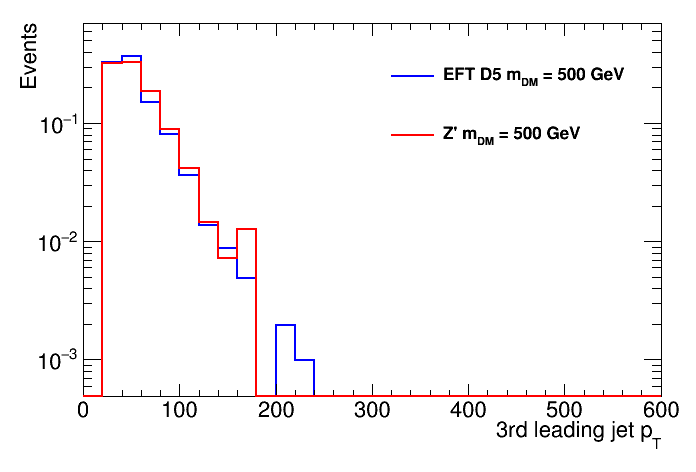 Events
EFT D5 m_DM = 500 GeV
Z' m_DM = 500 GeV
10⁻¹
10⁻²
10⁻³
0 100 200 300 400 500 600
3rd leading jet p_T